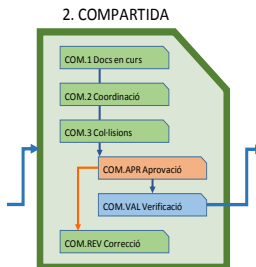 2. COMPARTIDA
COM.1 Docs en curs
COM.2 Coordinació
COM.3 Col·lisions
COM.APR Aprovació
COM.VAL Verificació
COM.REV Correcció